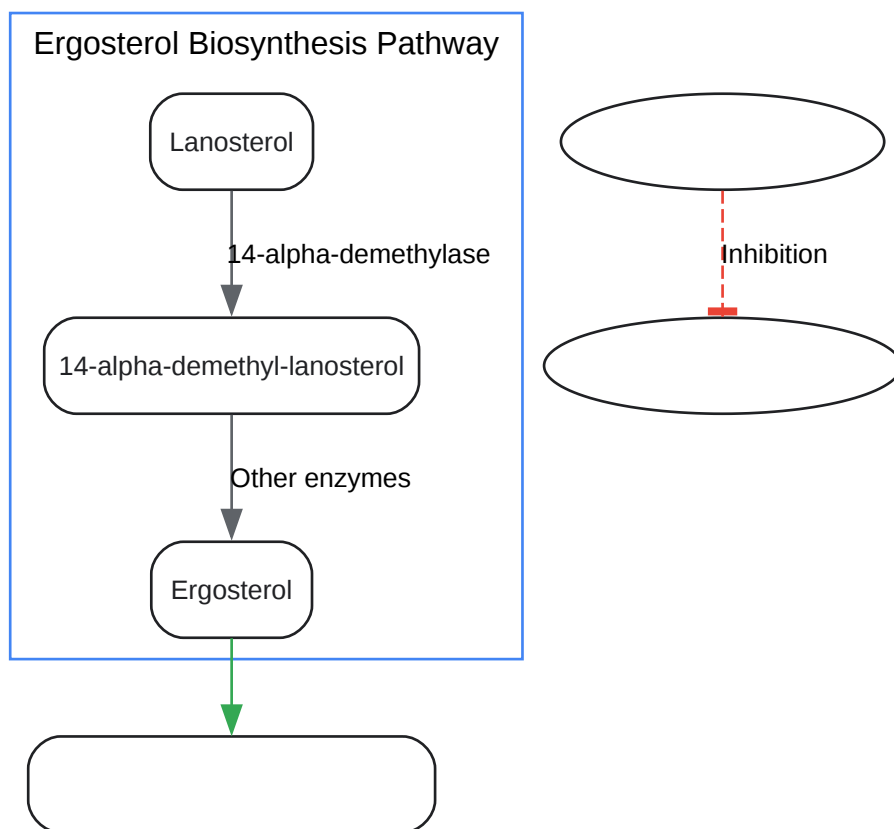 Ergosterol Biosynthesis Pathway
Lanosterol
14-alpha-demethylase
Inhibition
14-alpha-demethyl-lanosterol
Other enzymes
Ergosterol